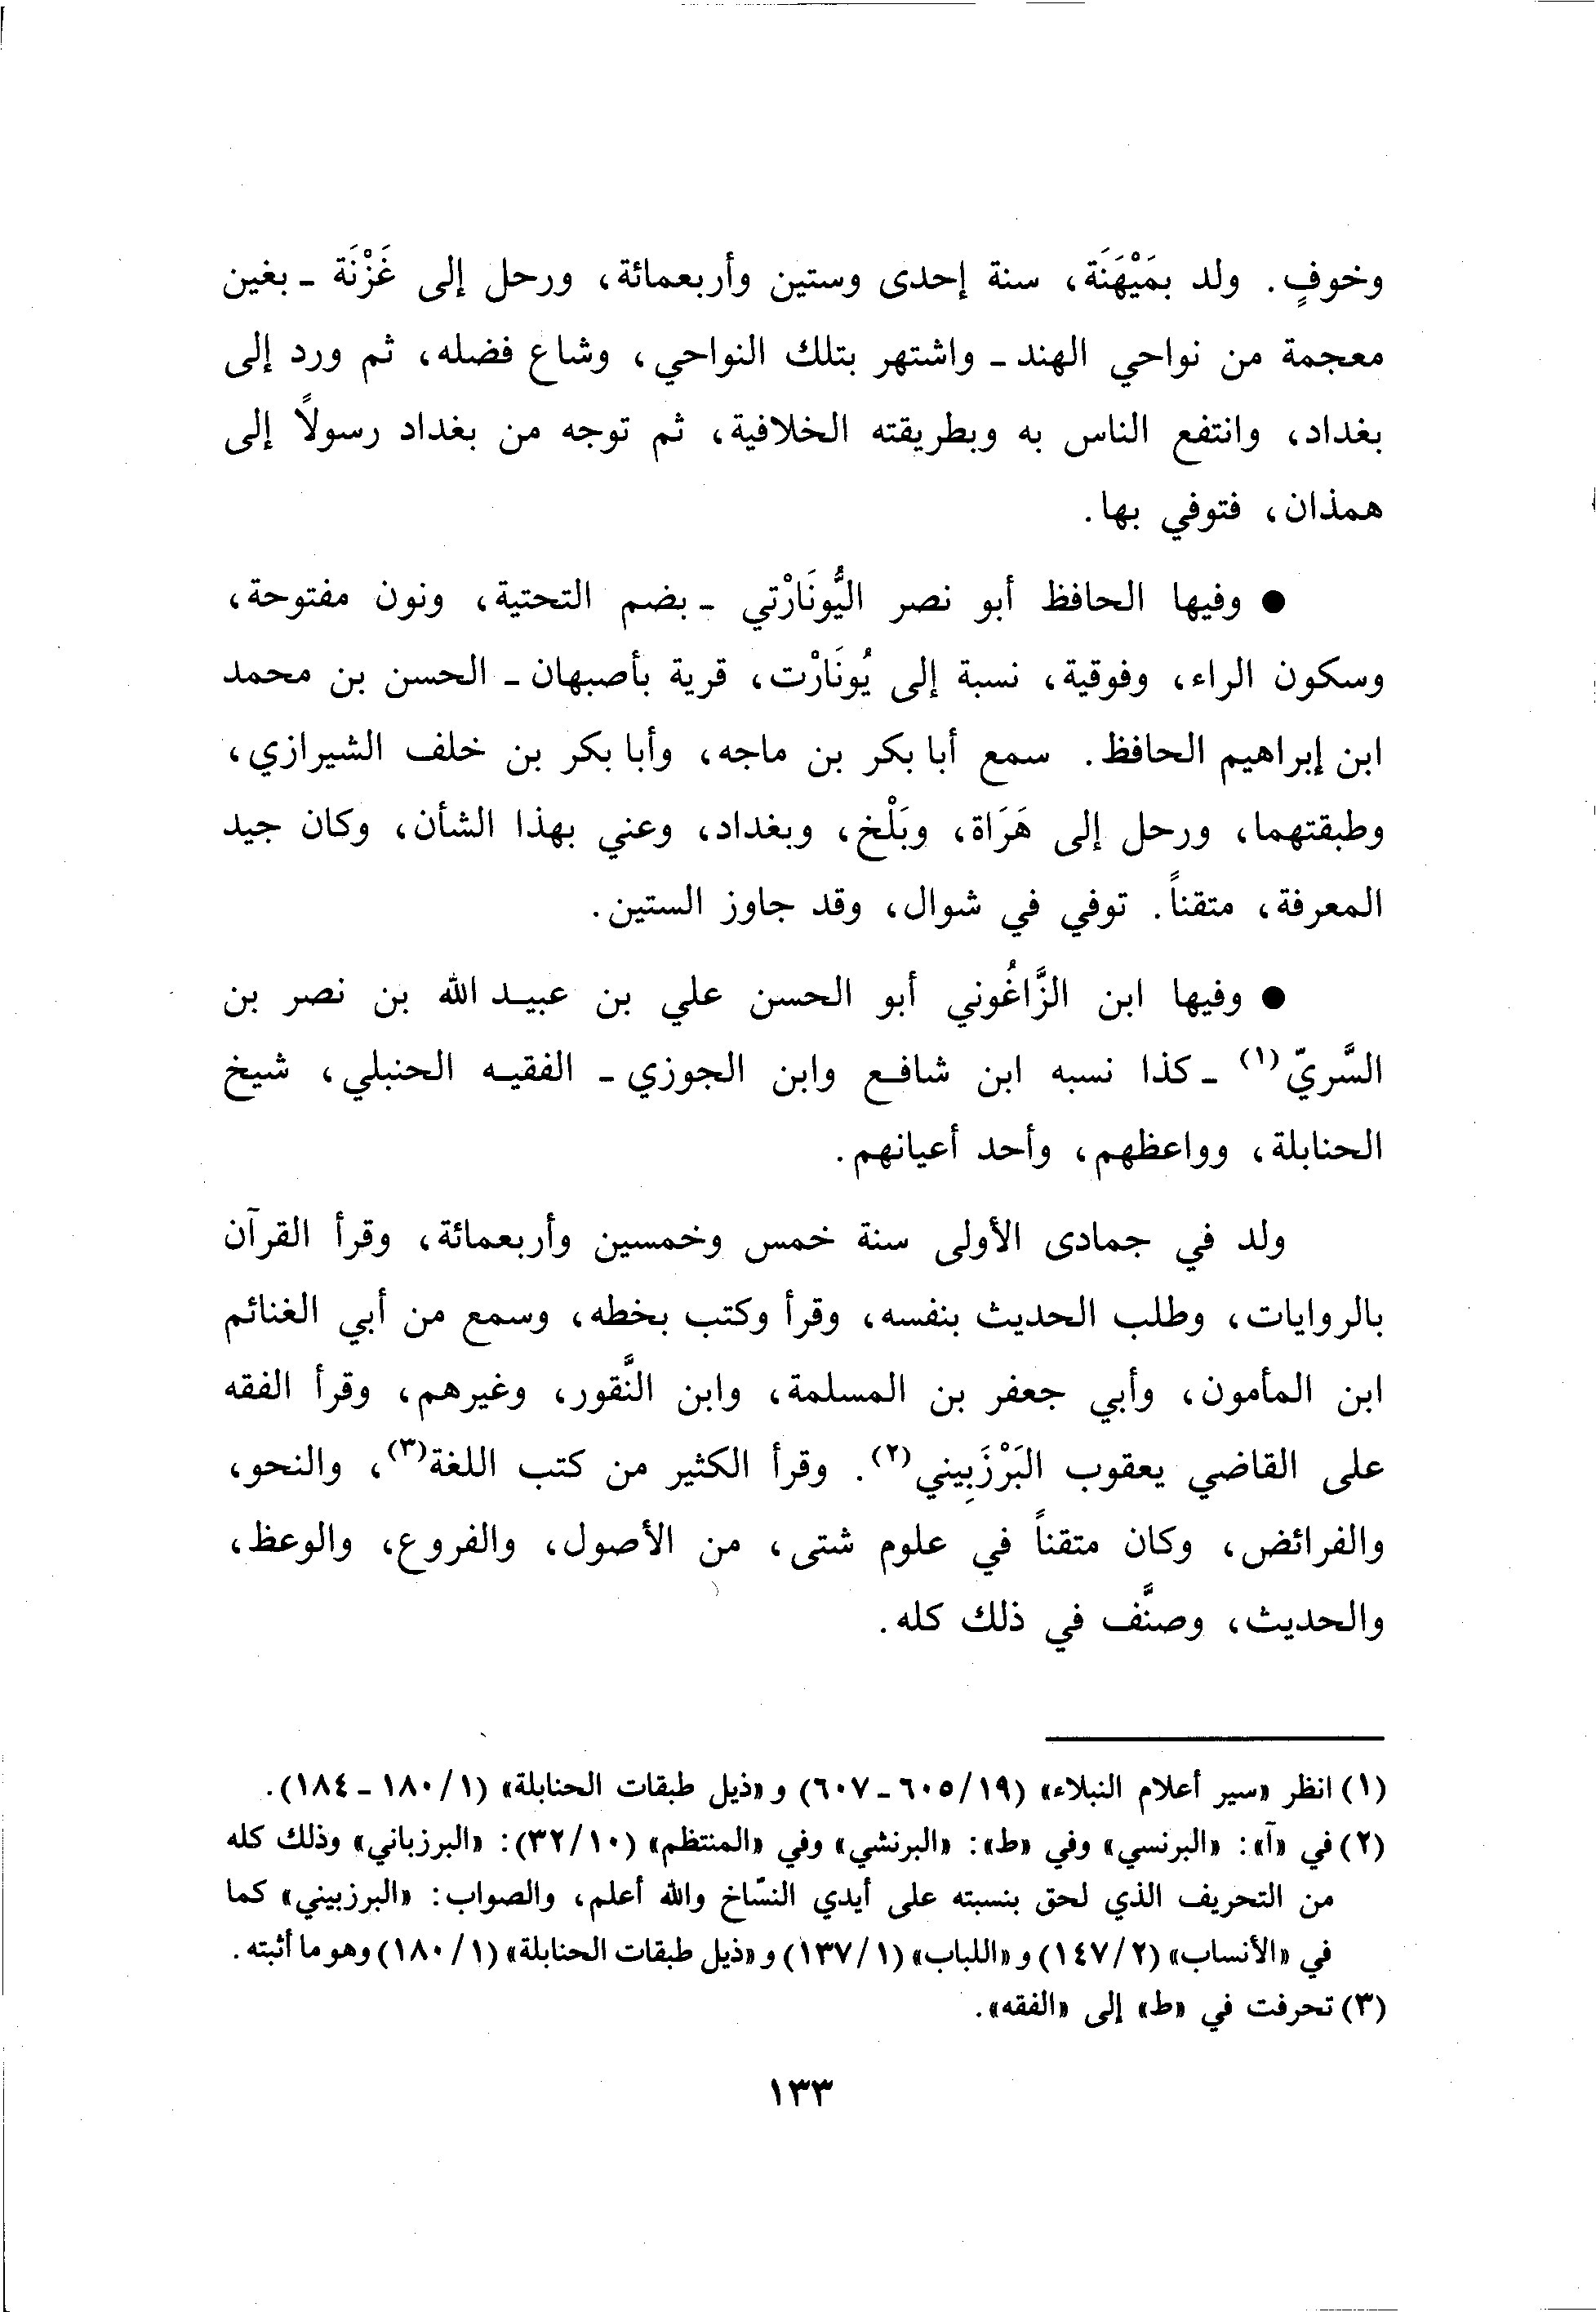 وخوفٍ. ولد بمَيْهَنَة، سنة إحدى وستين وأربعمائة، ورحل إلى غَزْنَة ـ بغين
معجمة من نواحي الهند ـ واشتهر بتلك النواحي، وشاع فضله، ثم ورد إلى
بغداد، وانتفع الناس به وبطريقته الخلافية، ثم توجه من بغداد رسولاً إلى
همذان، فتوفي بها.
● وفيها الحافظ أبو نصر اليُونَارْتي ـ بضم التحتية، ونون مفتوحة،
وسكون الراء، وفوقية، نسبة إلى يُونَارْت، قرية بأصبهان ـ الحسن بن محمد
ابن إبراهيم الحافظ. سمع أبا بكر بن ماجه، وأبا بكر بن خلف الشيرازي،
وطبقتهما، ورحل إلى هَرَاة، وبَلْخ، وبغداد، وعني بهذا الشأن، وكان جيد
المعرفة، متقناً. توفي في شوال، وقد جاوز الستين.
● وفيها ابن الزَّاغُوني أبو الحسن علي بن عبيد الله بن نصر بن
السَّريّ (١) ـ كذا نسبه ابن شافع وابن الجوزي ـ الفقيه الحنبلي، شيخ
الحنابلة، وواعظهم، وأحد أعيانهم.
ولد في جمادى الأولى سنة خمس وخمسين وأربعمائة، وقرأ القرآن
بالروايات، وطلب الحديث بنفسه، وقرأ وكتب بخطه، وسمع من أبي الغنائم
ابن المأمون، وأبي جعفر بن المسلمة، وابن النَّقور، وغيرهم، وقرأ الفقه
على القاضي يعقوب البَرْزَبِيني (٢). وقرأ الكثير من كتب اللغة(٣)، والنحو،
والفرائض، وكان متقناً في علوم شتى، من الأصول، والفروع، والوعظ،
والحديث، وصنَّف في ذلك كله.
(١) انظر «سير أعلام النبلاء» (١٩/ ٦٠٥ ـ ٦٠٧) و«ذيل طبقات الحنابلة» (١/ ١٨٠ ـ ١٨٤).
(٢) في «آ»: «البرنسي» وفي «ط»: «البرنشي» وفي «المنتظم» (١٠/ ٣٢): «البرزباني» وذلك كله
من التحريف الذي لحق بنسبته على أيدي النسّاخ والله أعلم، والصواب: «البرزبيني» كما
في «الأنساب» (٢/ ١٤٧) و«اللباب» (١/ ١٣٧) و«ذيل طبقات الحنابلة» (١/ ١٨٠) وهو ما أثبته.
(٣) تحرفت في «ط» إلى «الفقه».
١٣٣